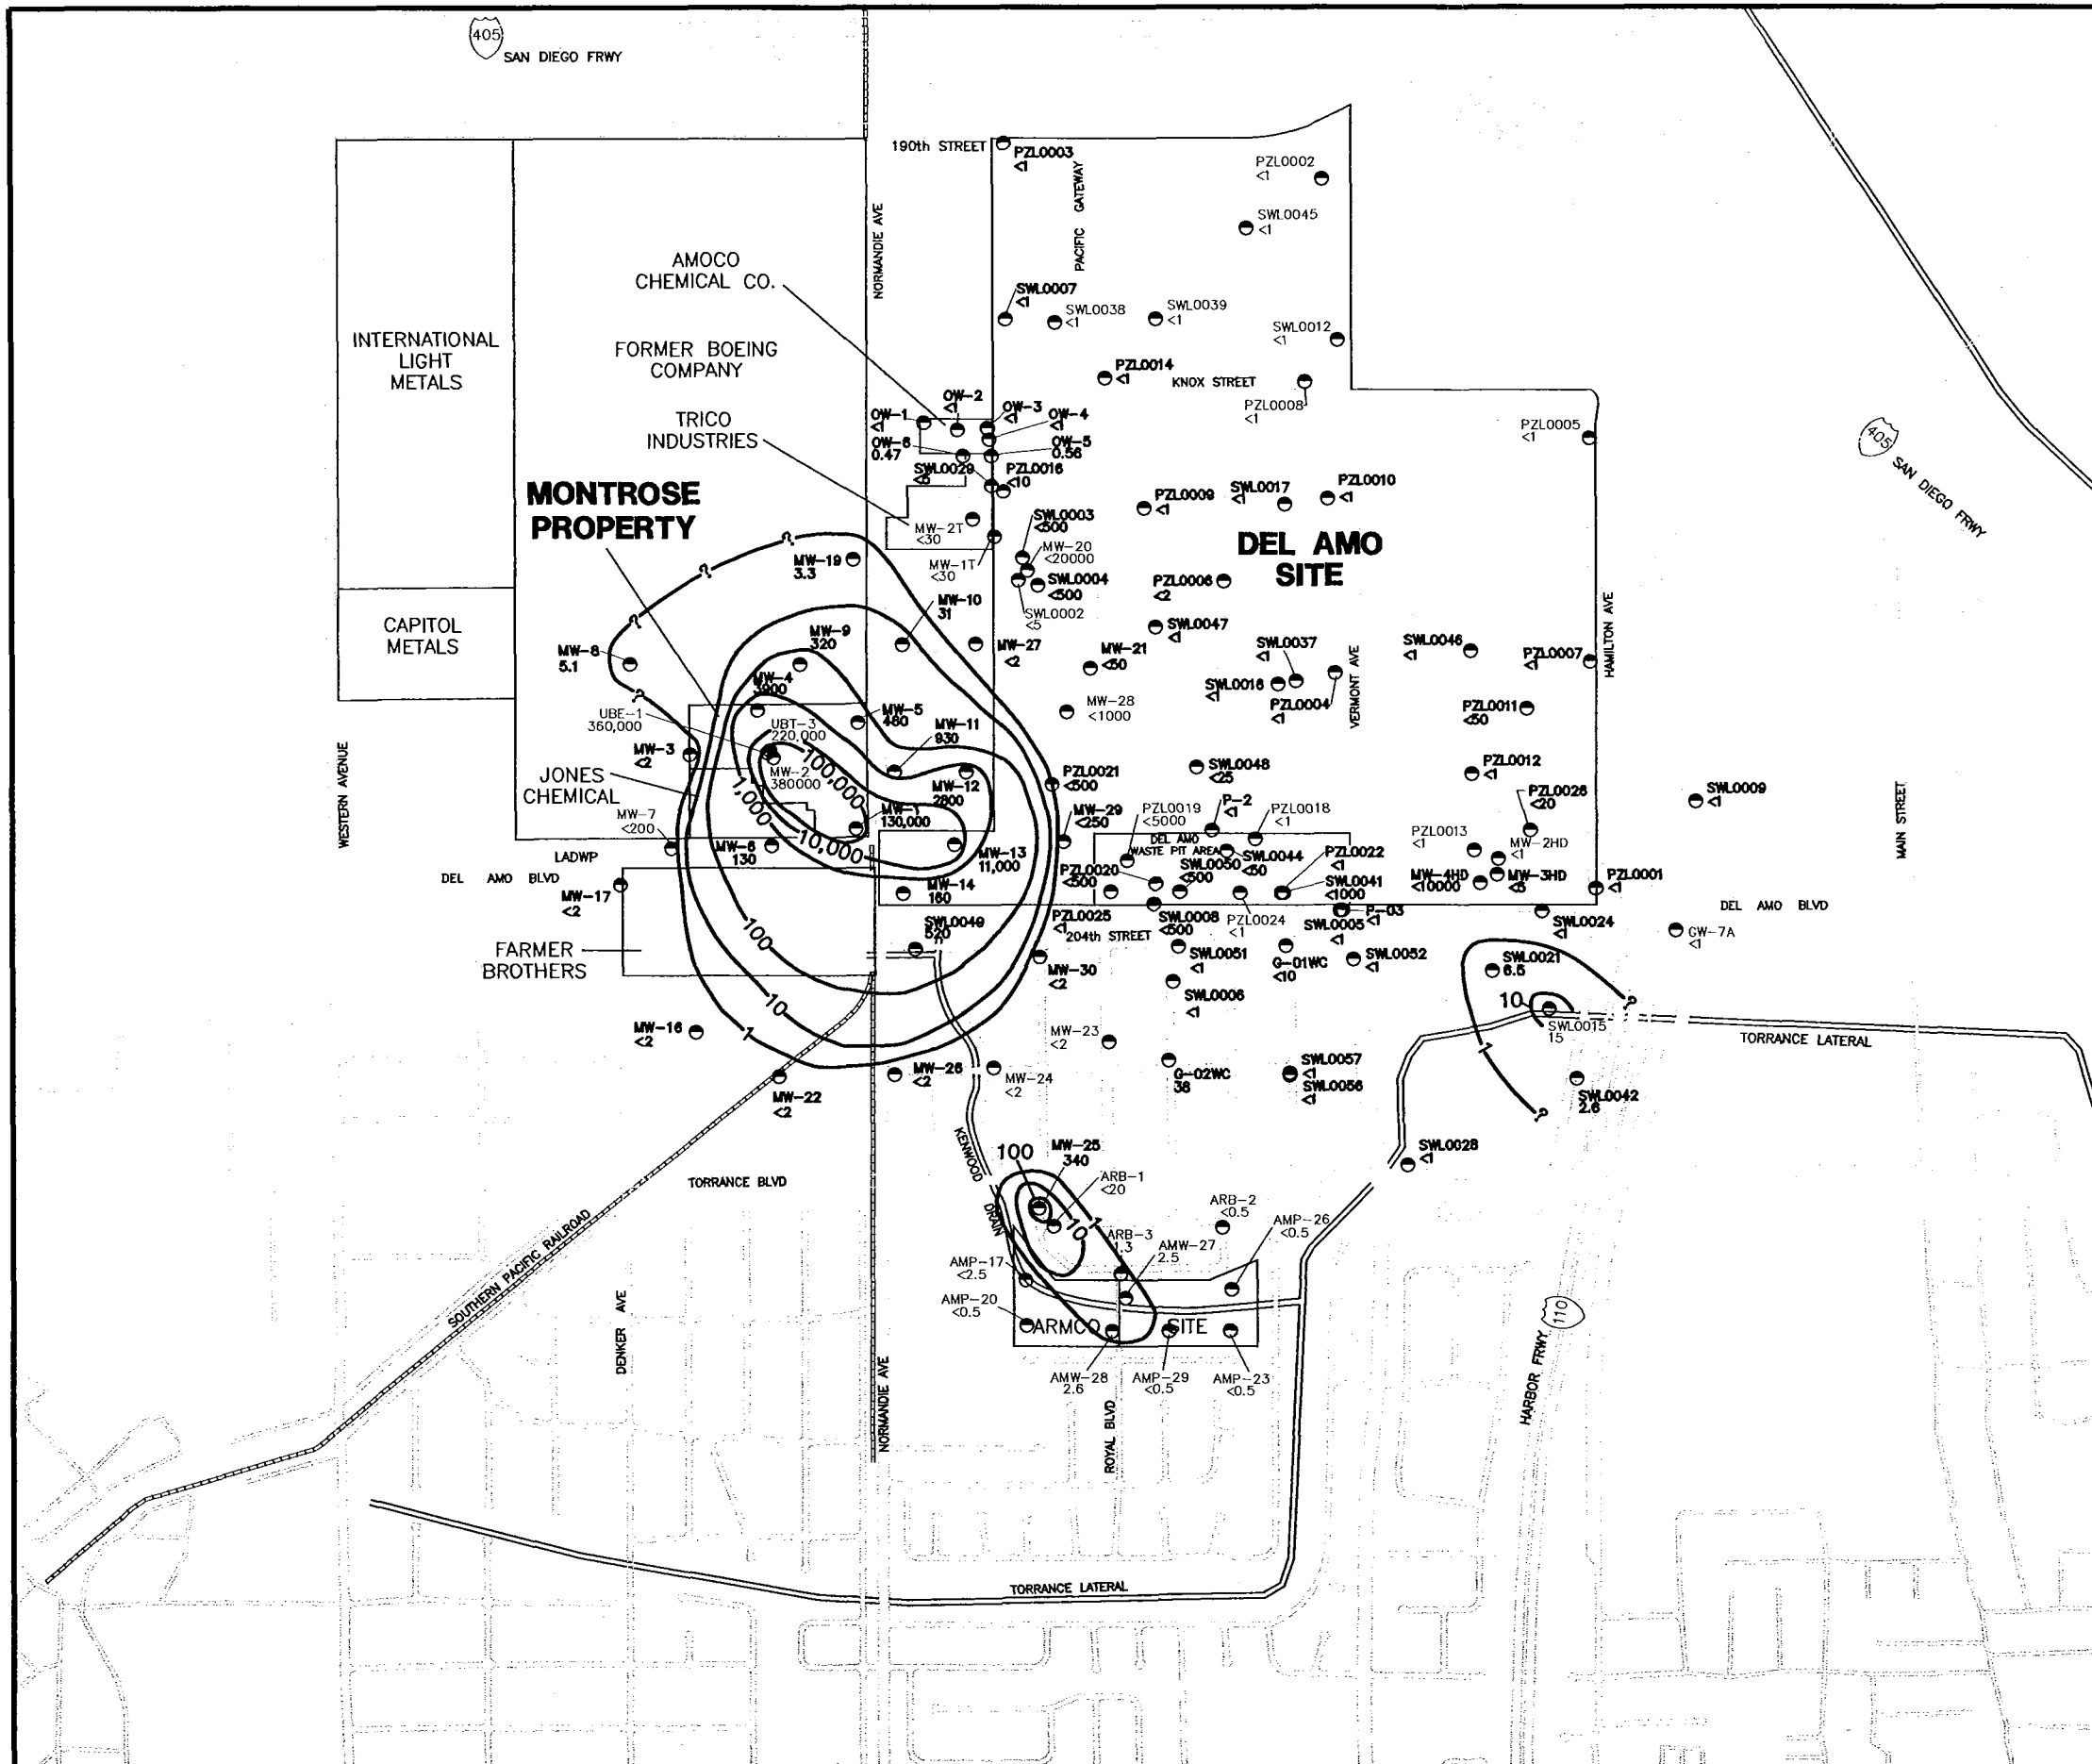 405
SAN DIEGO FRWY
190th STREET
PZL0003
<1
PACIFIC GATEWAY
PZL0002
<1
SWL0045
<1
NORMANDIE AVE
AMOCO
CHEMICAL CO.
SWL0007
<1
SWL0038
<1
SWL0039
<1
SWL0012
<1
INTERNATIONAL
LIGHT
METALS
FORMER BOEING
COMPANY
PZL0014
<1
KNOX STREET
PZL0008
<1
TRICO
INDUSTRIES
OW-1
<1
OW-2
<1
OW-3
<1
OW-4
<1
OW-6
0.47
OW-5
0.56
PZL0005
<1
405
SAN DIEGO FRWY
SWL0029
PZL0016
<10
MONTROSE
PROPERTY
PZL0009
<1
SWL0017
<1
PZL0010
<1
MW-2T
<30
SWL0003
<500
MW-20
<20000
MW-1T
<30
SWL0004
<500
SWL0002
<5
DEL AMO
SITE
PZL0006
<2
?
?
?
MW-19
3.3
MW-10
31
CAPITOL
METALS
MW-9
320
MW-27
<2
SWL0047
<1
MW-21
<50
SWL0037
<1
SWL0016
<1
PZL0004
<1
VERMONT AVE
SWL0046
<1
PZL0007
<1
HAMILTON AVE
MW-8
5.1
?
MW-4
3900
MW-28
<1000
PZL0011
<50
UBE-1
360,000
UBT-3
220,000
MW-5
480
MW-11
930
MW-3
<2
MW-2
380000
100,000
1,000
10,000
MW-12
2800
PZL0021
<500
SWL0048
<25
PZL0012
<1
PZL0026
<20
SWL0009
<1
WESTERN AVENUE
MAIN STREET
JONES
CHEMICAL
MW-7
<200
MW-1
130,000
MW-29
<250
PZL0019
<5000
P-2
<1
PZL0018
<1
PZL0013
<1
MW-2HD
<1
LADWP
MW-6
130
MW-13
11,000
DEL AMO
WASTE PIT AREA
SWL0050
<500
SWL0044
<50
PZL0022
<1
MW-4HD
<10000
MW-3HD
<5
DEL AMO BLVD
MW-17
<2
MW-14
160
PZL0020
<500
SWL0041
<1000
PZL0001
<1
DEL AMO BLVD
SWL0049
520
PZL0025
<1
204th STREET
SWL0008
<500
PZL0024
<1
SWL0005
<1
P-03
<1
SWL0024
<1
GW-7A
<1
FARMER
BROTHERS
100
10
1
MW-30
<2
SWL0051
<1
G-01WC
<10
SWL0052
<1
SWL0021
6.5
SWL0006
<1
10
?
SWL0015
15
TORRANCE LATERAL
MW-16
<2
MW-23
<2
1
MW-22
<2
MW-26
<2
MW-24
<2
G-02WC
38
SWL0057
<1
SWL0056
<1
SWL0042
2.6
?
SWL0028
<1
KENWOOD
DRAIN
100
MW-25
340
ARB-1
<20
TORRANCE BLVD
10
1
ARB-2
<0.5
AMP-26
<0.5
ARB-3
1.3
AMW-27
2.5
SOUTHERN PACIFIC RAILROAD
AMP-17
<2.5
AMP-20
<0.5
ARMCO SITE
DENKER AVE
NORMANDIE AVE
AMW-28
2.6
AMP-29
<0.5
AMP-23
<0.5
ROYAL BLVD
HARBOR FRWY
110
TORRANCE LATERAL